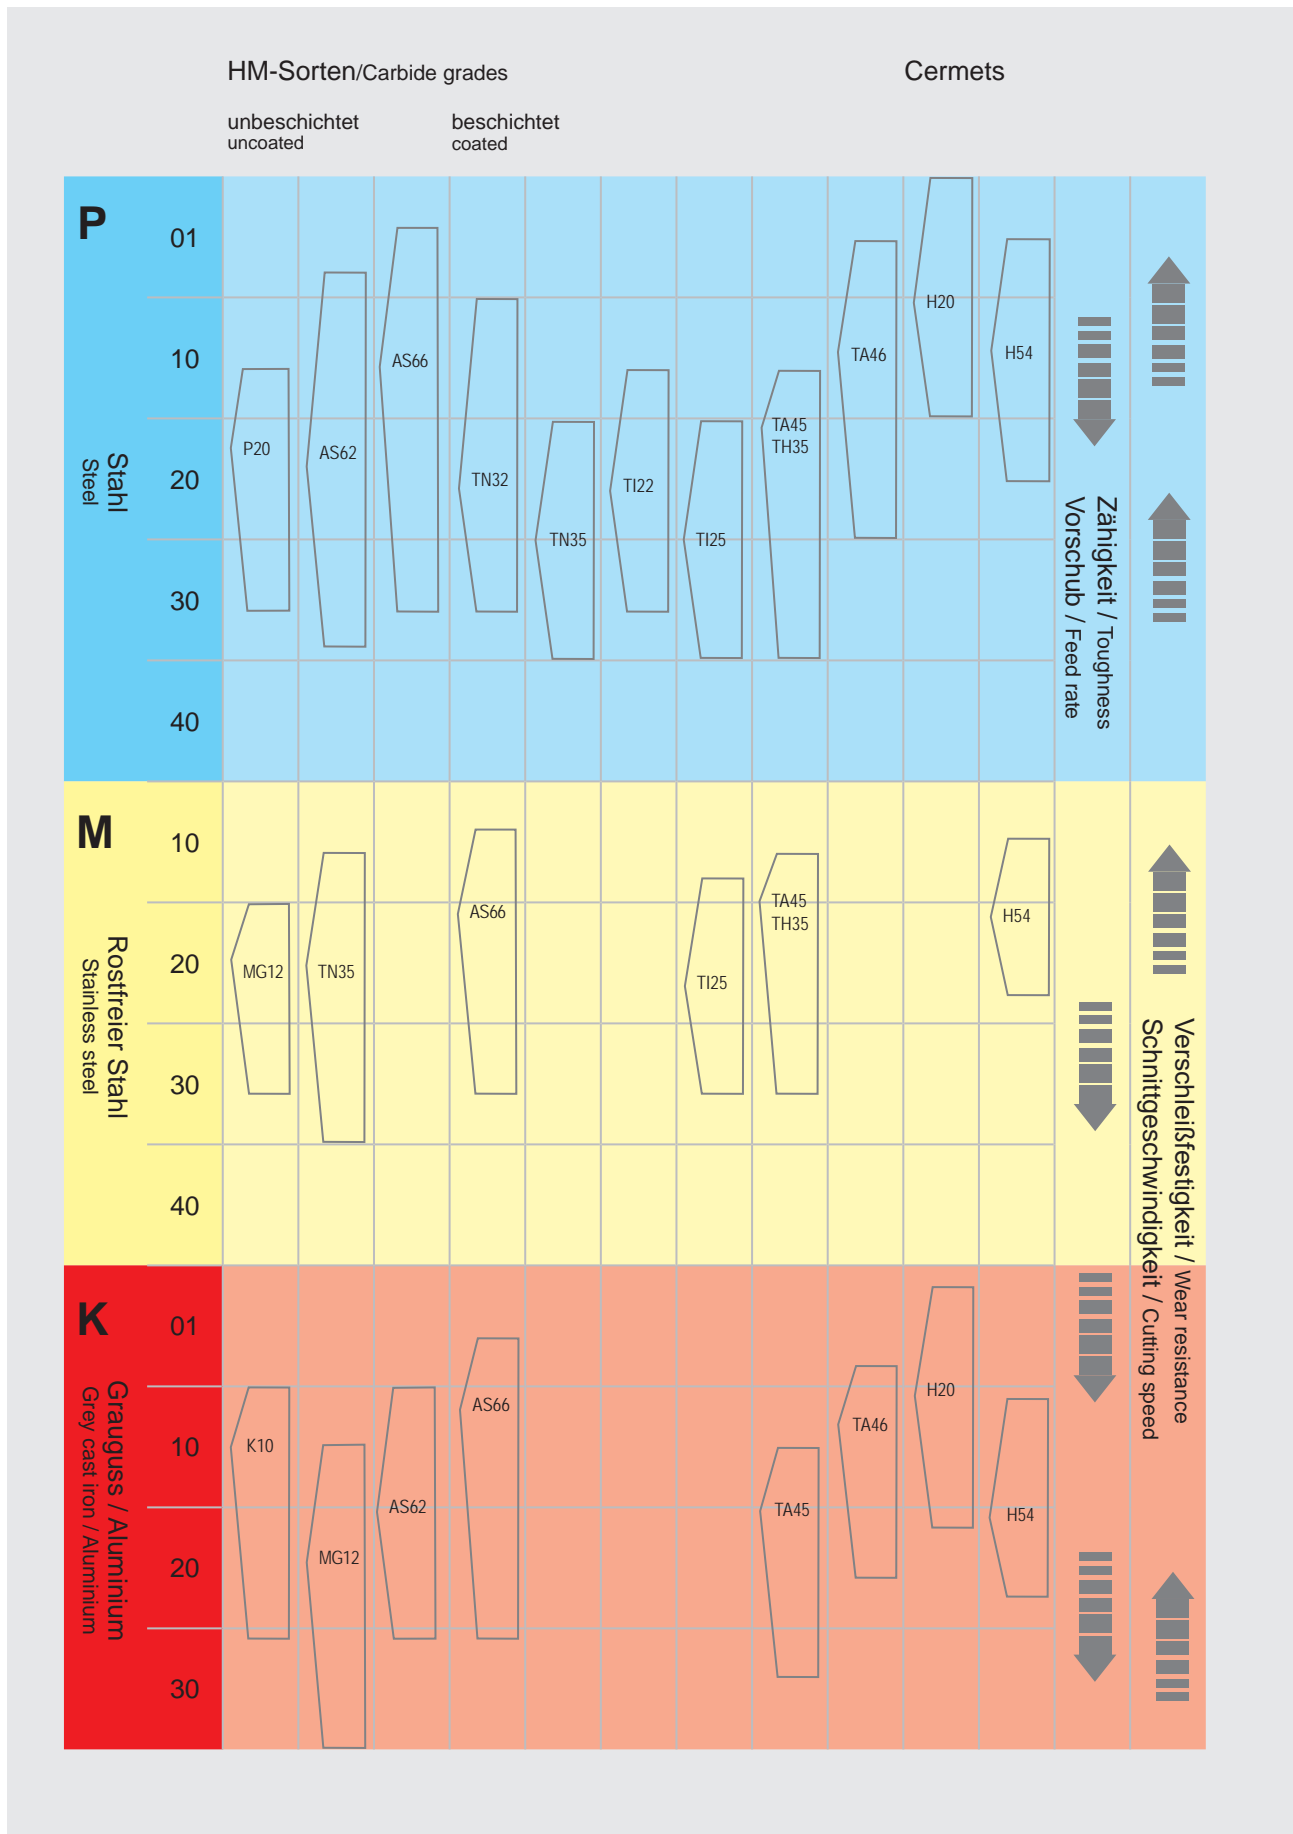 HM-Sorten/Carbide grades
Cermets
unbeschichtet
uncoated
beschichtet
coated
P
Stahl
Steel
01
10
20
30
40
P20
AS62
AS66
TN32
TN35
TI22
TI25
TA45
TH35
TA46
H20
H54
Zähigkeit / Toughness
Vorschub / Feed rate
M
Rostfreier Stahl
Stainless steel
10
20
30
40
MG12
TN35
AS66
TI25
TA45
TH35
H54
Verschleißfestigkeit / Wear resistance
Schnittgeschwindigkeit / Cutting speed
K
Grauguss / Aluminium
Grey cast iron / Aluminium
01
10
20
30
K10
MG12
AS62
AS66
TA45
TA46
H20
H54